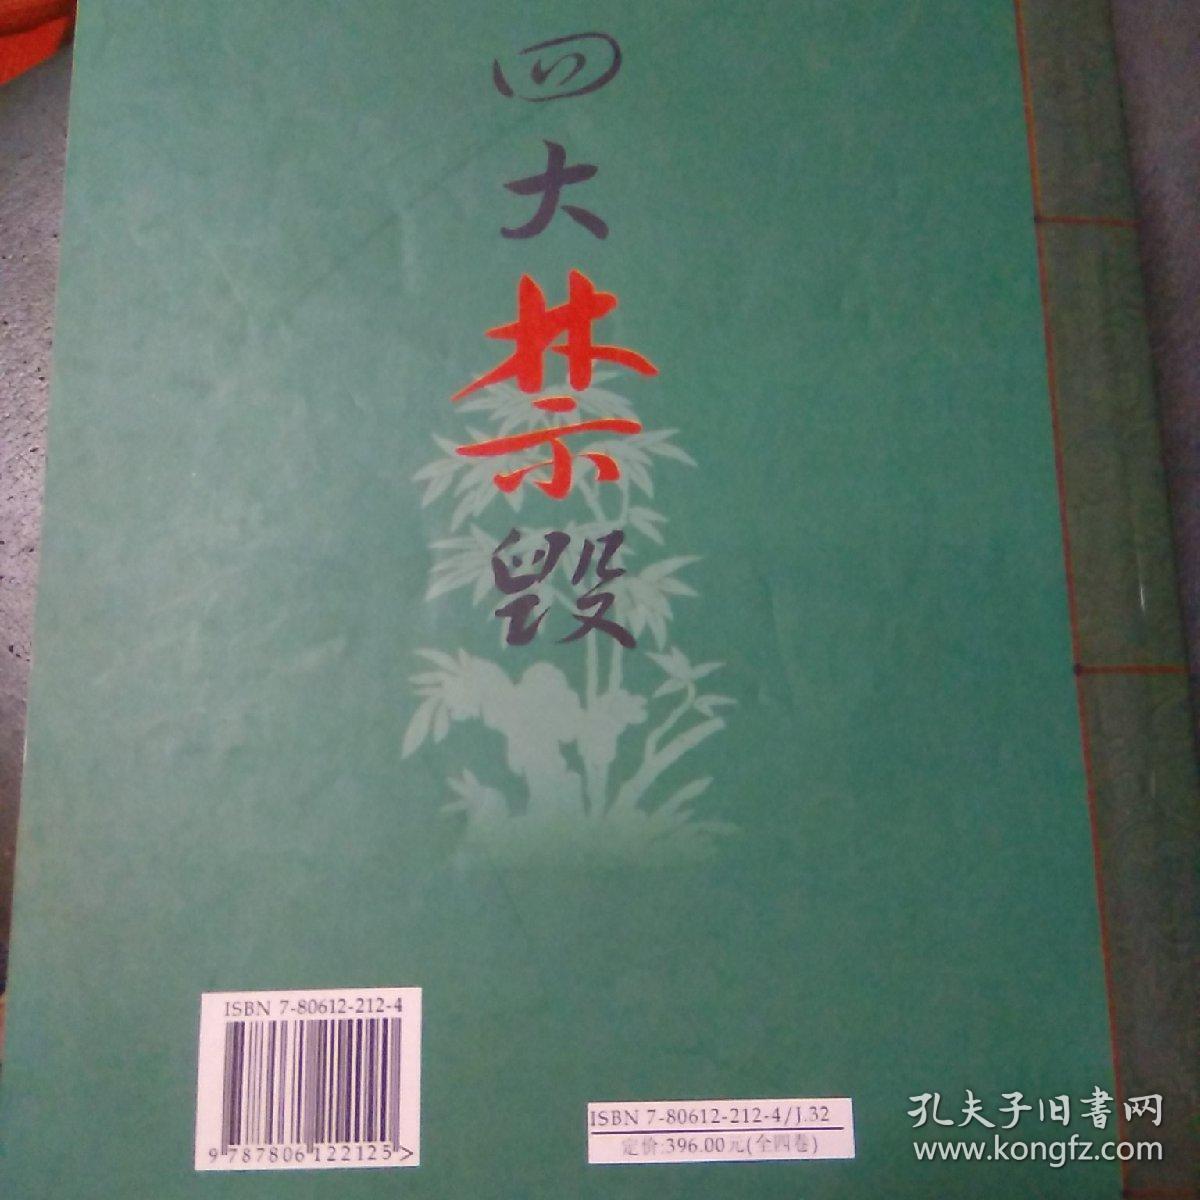 四大禁毁
ISBN 7-80612-212-4
9 787806 122125 >
ISBN 7-80612-212-4/J.32
定价:396.00元(全四卷)
孔夫子旧書网
www.kongfz.com